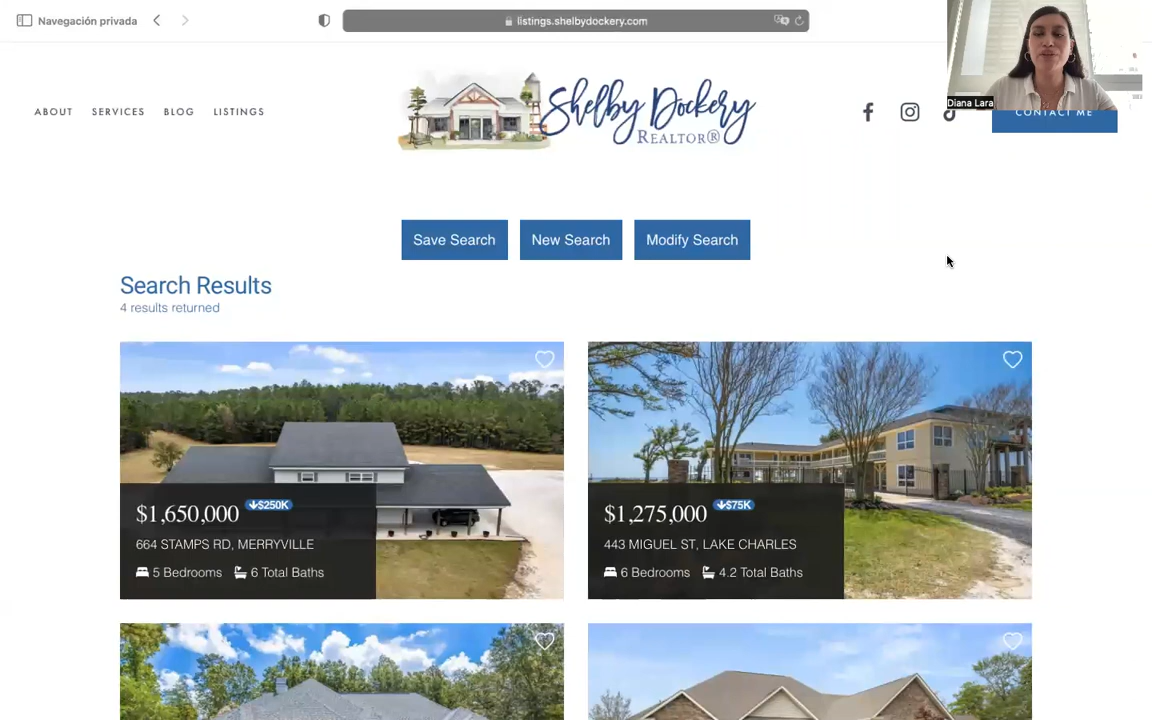 Navegación privada
listings.shelbydockery.com
Diana Lara
ABOUT
SERVICES
BLOG
LISTINGS
Shelby Dockery
REALTOR®
CONTACT ME
Save Search
New Search
Modify Search
Search Results
4 results returned
$1,650,000 $250K
664 STAMPS RD, MERRYVILLE
5 Bedrooms 6 Total Baths
$1,275,000 $75K
443 MIGUEL ST, LAKE CHARLES
6 Bedrooms 4.2 Total Baths